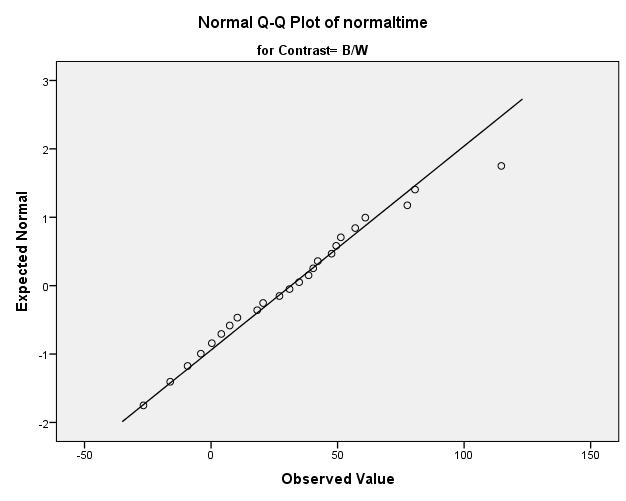 Normal Q-Q Plot of normaltime
for Contrast= B/W
Expected Normal
3
2
1
0
-1
-2
-50 0 50 100 150
Observed Value